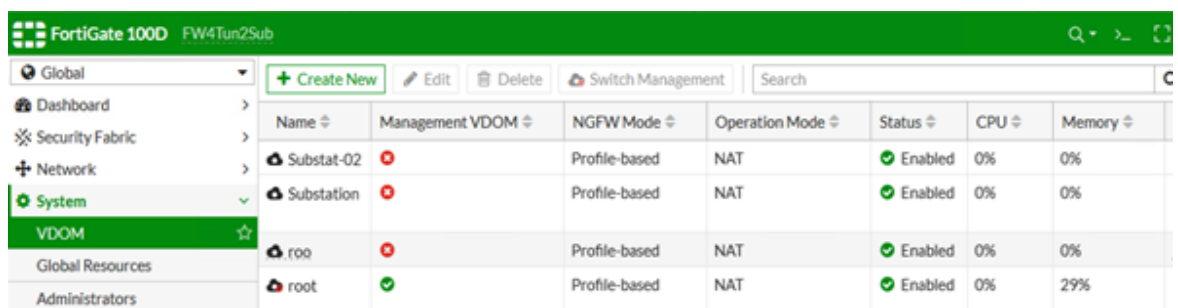 FortiGate 100D FW4Tun2Sub
Global
Dashboard
Security Fabric
Network
System
VDOM
Global Resources
Administrators
+ Create New Edit Delete Switch Management Search
Name Management VDOM NGFW Mode Operation Mode Status CPU Memory
Substat-02 Profile-based NAT Enabled 0% 0%
Substation Profile-based NAT Enabled 0% 0%
roo Profile-based NAT Enabled 0% 0%
root Profile-based NAT Enabled 0% 29%